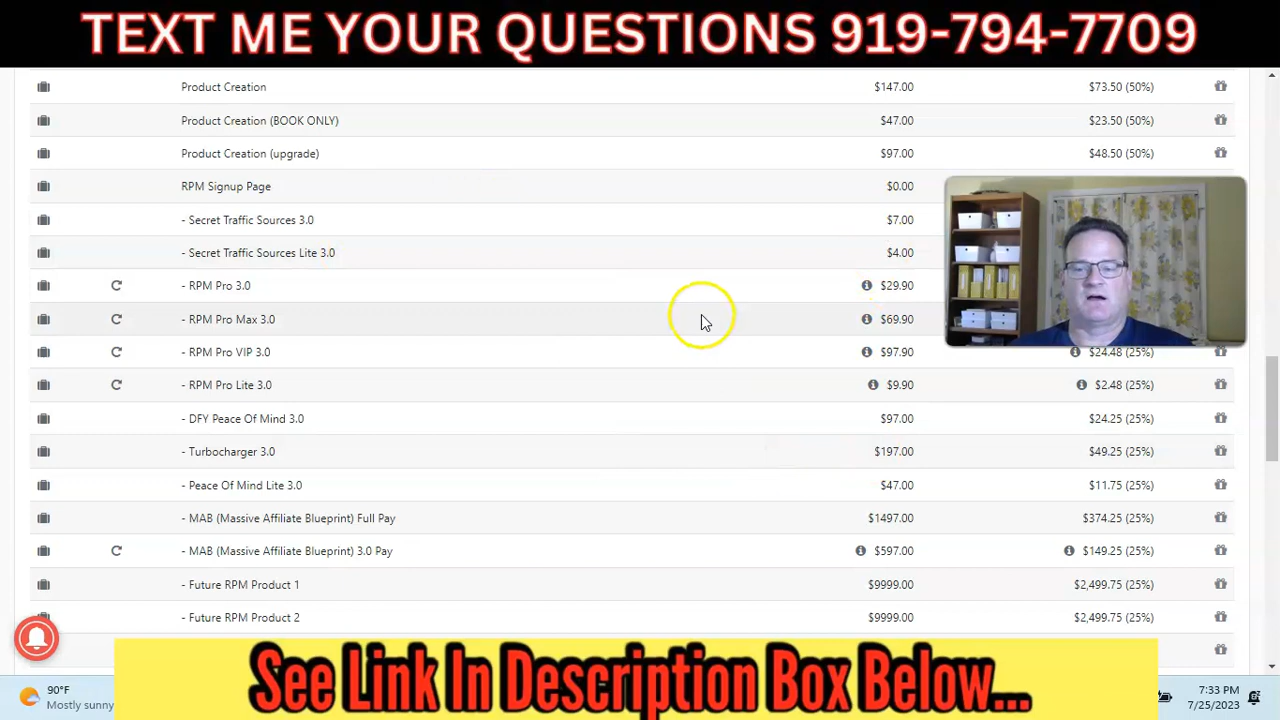 TEXT ME YOUR QUESTIONS 919-794-7709
Product Creation $147.00 $73.50 (50%)
Product Creation (BOOK ONLY) $47.00 $23.50 (50%)
Product Creation (upgrade) $97.00 $48.50 (50%)
RPM Signup Page $0.00
- Secret Traffic Sources 3.0 $7.00
- Secret Traffic Sources Lite 3.0 $4.00
- RPM Pro 3.0 $29.90
- RPM Pro Max 3.0 $69.90
- RPM Pro VIP 3.0 $97.90 $24.48 (25%)
- RPM Pro Lite 3.0 $9.90 $2.48 (25%)
- DFY Peace Of Mind 3.0 $97.00 $24.25 (25%)
- Turbocharger 3.0 $197.00 $49.25 (25%)
- Peace Of Mind Lite 3.0 $47.00 $11.75 (25%)
- MAB (Massive Affiliate Blueprint) Full Pay $1497.00 $374.25 (25%)
- MAB (Massive Affiliate Blueprint) 3.0 Pay $597.00 $149.25 (25%)
- Future RPM Product 1 $9999.00 $2,499.75 (25%)
- Future RPM Product 2 $9999.00 $2,499.75 (25%)
See Link In Description Box Below...
90°F
Mostly sunny
7:33 PM
7/25/2023